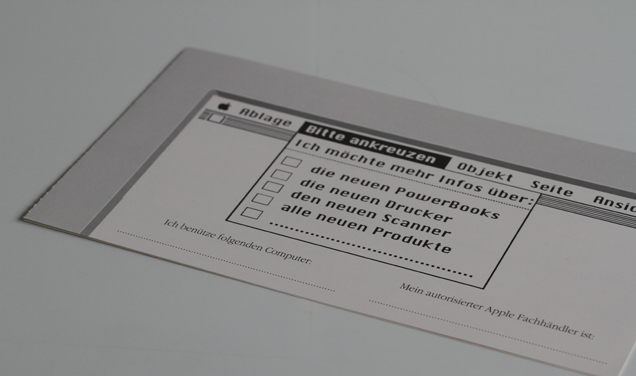 Ablage Bitte ankreuzen Objekt Seite
Ich möchte mehr Infos über:
die neuen PowerBooks
die neuen Drucker
den neuen Scanner
alle neuen Produkte
Ich benütze folgenden Computer:
Mein autorisierter Apple Fachhändler ist: